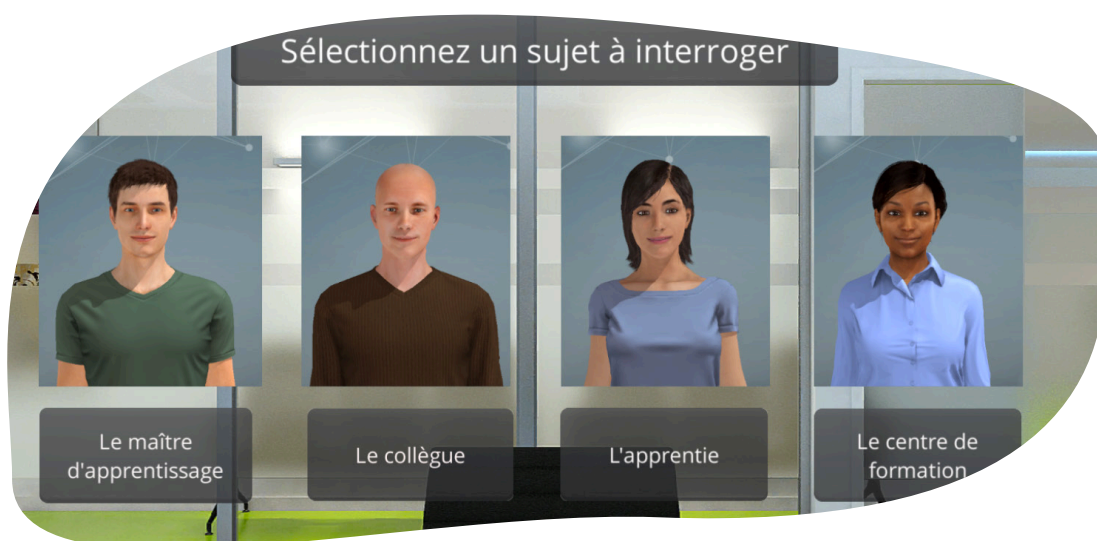 Sélectionnez un sujet à interroger
Le maître
d'apprentissage
Le collègue
L'apprentie
Le centre de
formation